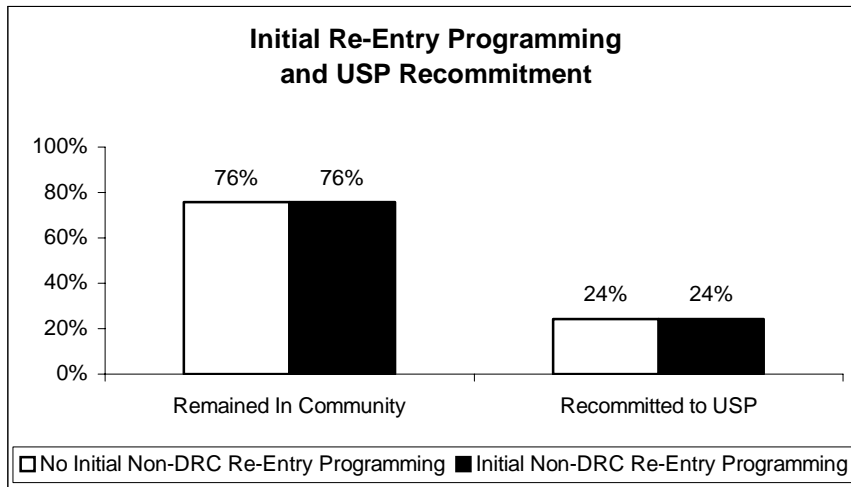 Initial Re-Entry Programming
and USP Recommitment
100%
80%
60%
40%
20%
0%
76%
76%
24%
24%
Remained In Community
Recommitted to USP
No Initial Non-DRC Re-Entry Programming
Initial Non-DRC Re-Entry Programming